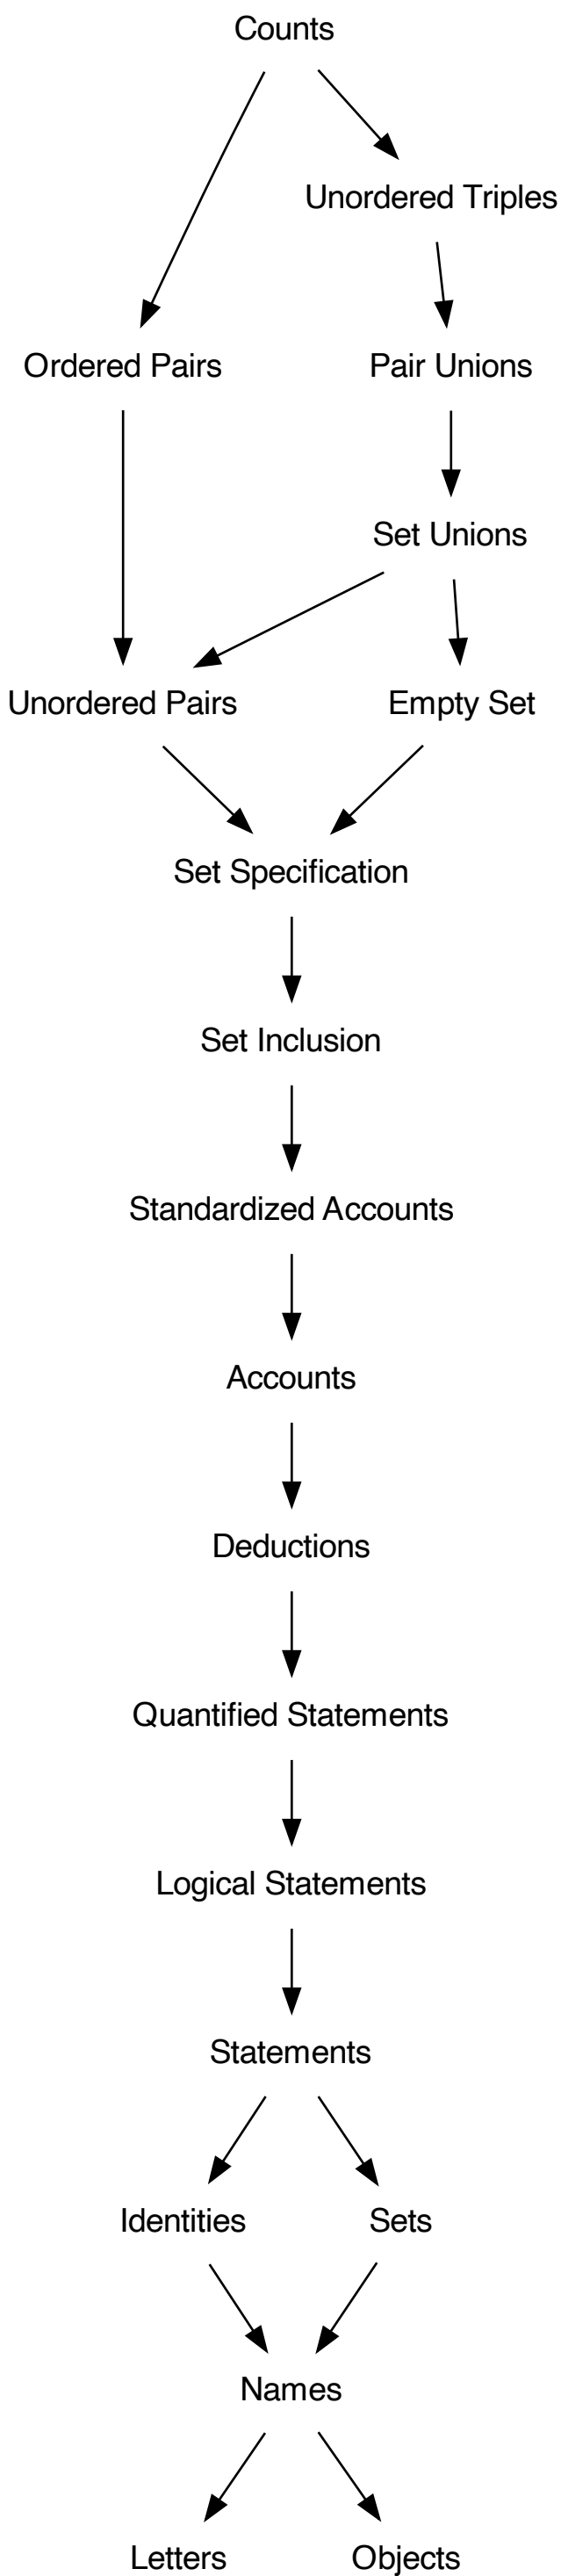 Counts
Unordered Triples
Ordered Pairs
Pair Unions
Set Unions
Unordered Pairs
Empty Set
Set Specification
Set Inclusion
Standardized Accounts
Accounts
Deductions
Quantified Statements
Logical Statements
Statements
Identities
Sets
Names
Letters
Objects